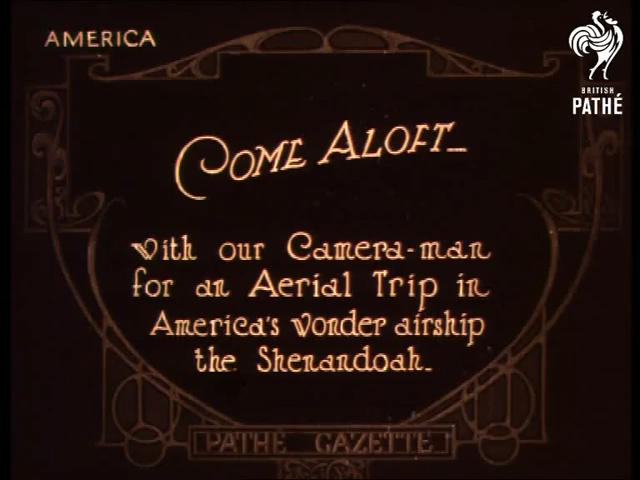 AMERICA
BRITISH
PATHÉ
COME ALOFT_
with our Camera-man
for an Aerial Trip in
America's wonder airship
the Shenandoah_
PATHE GAZETTE